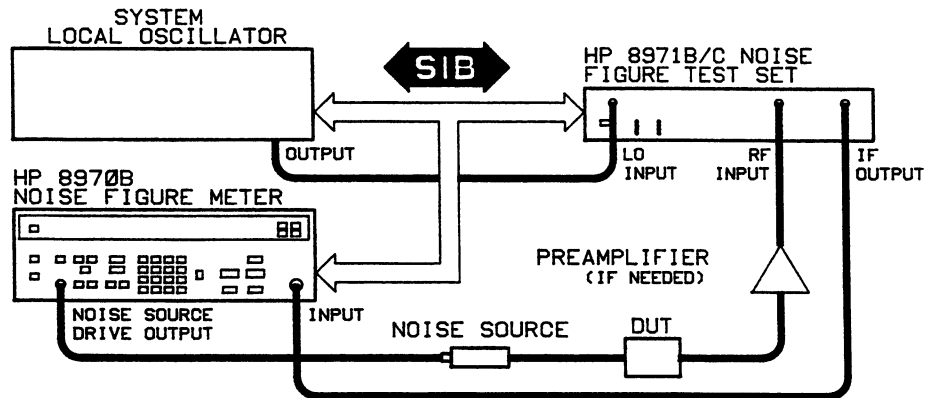 SYSTEM
LOCAL OSCILLATOR
SIB
HP 8971B/C NOISE
FIGURE TEST SET
OUTPUT
LO
INPUT
RF
INPUT
IF
OUTPUT
HP 8970B
NOISE FIGURE METER
PREAMPLIFIER
(IF NEEDED)
NOISE SOURCE
DRIVE OUTPUT
INPUT
NOISE SOURCE
DUT